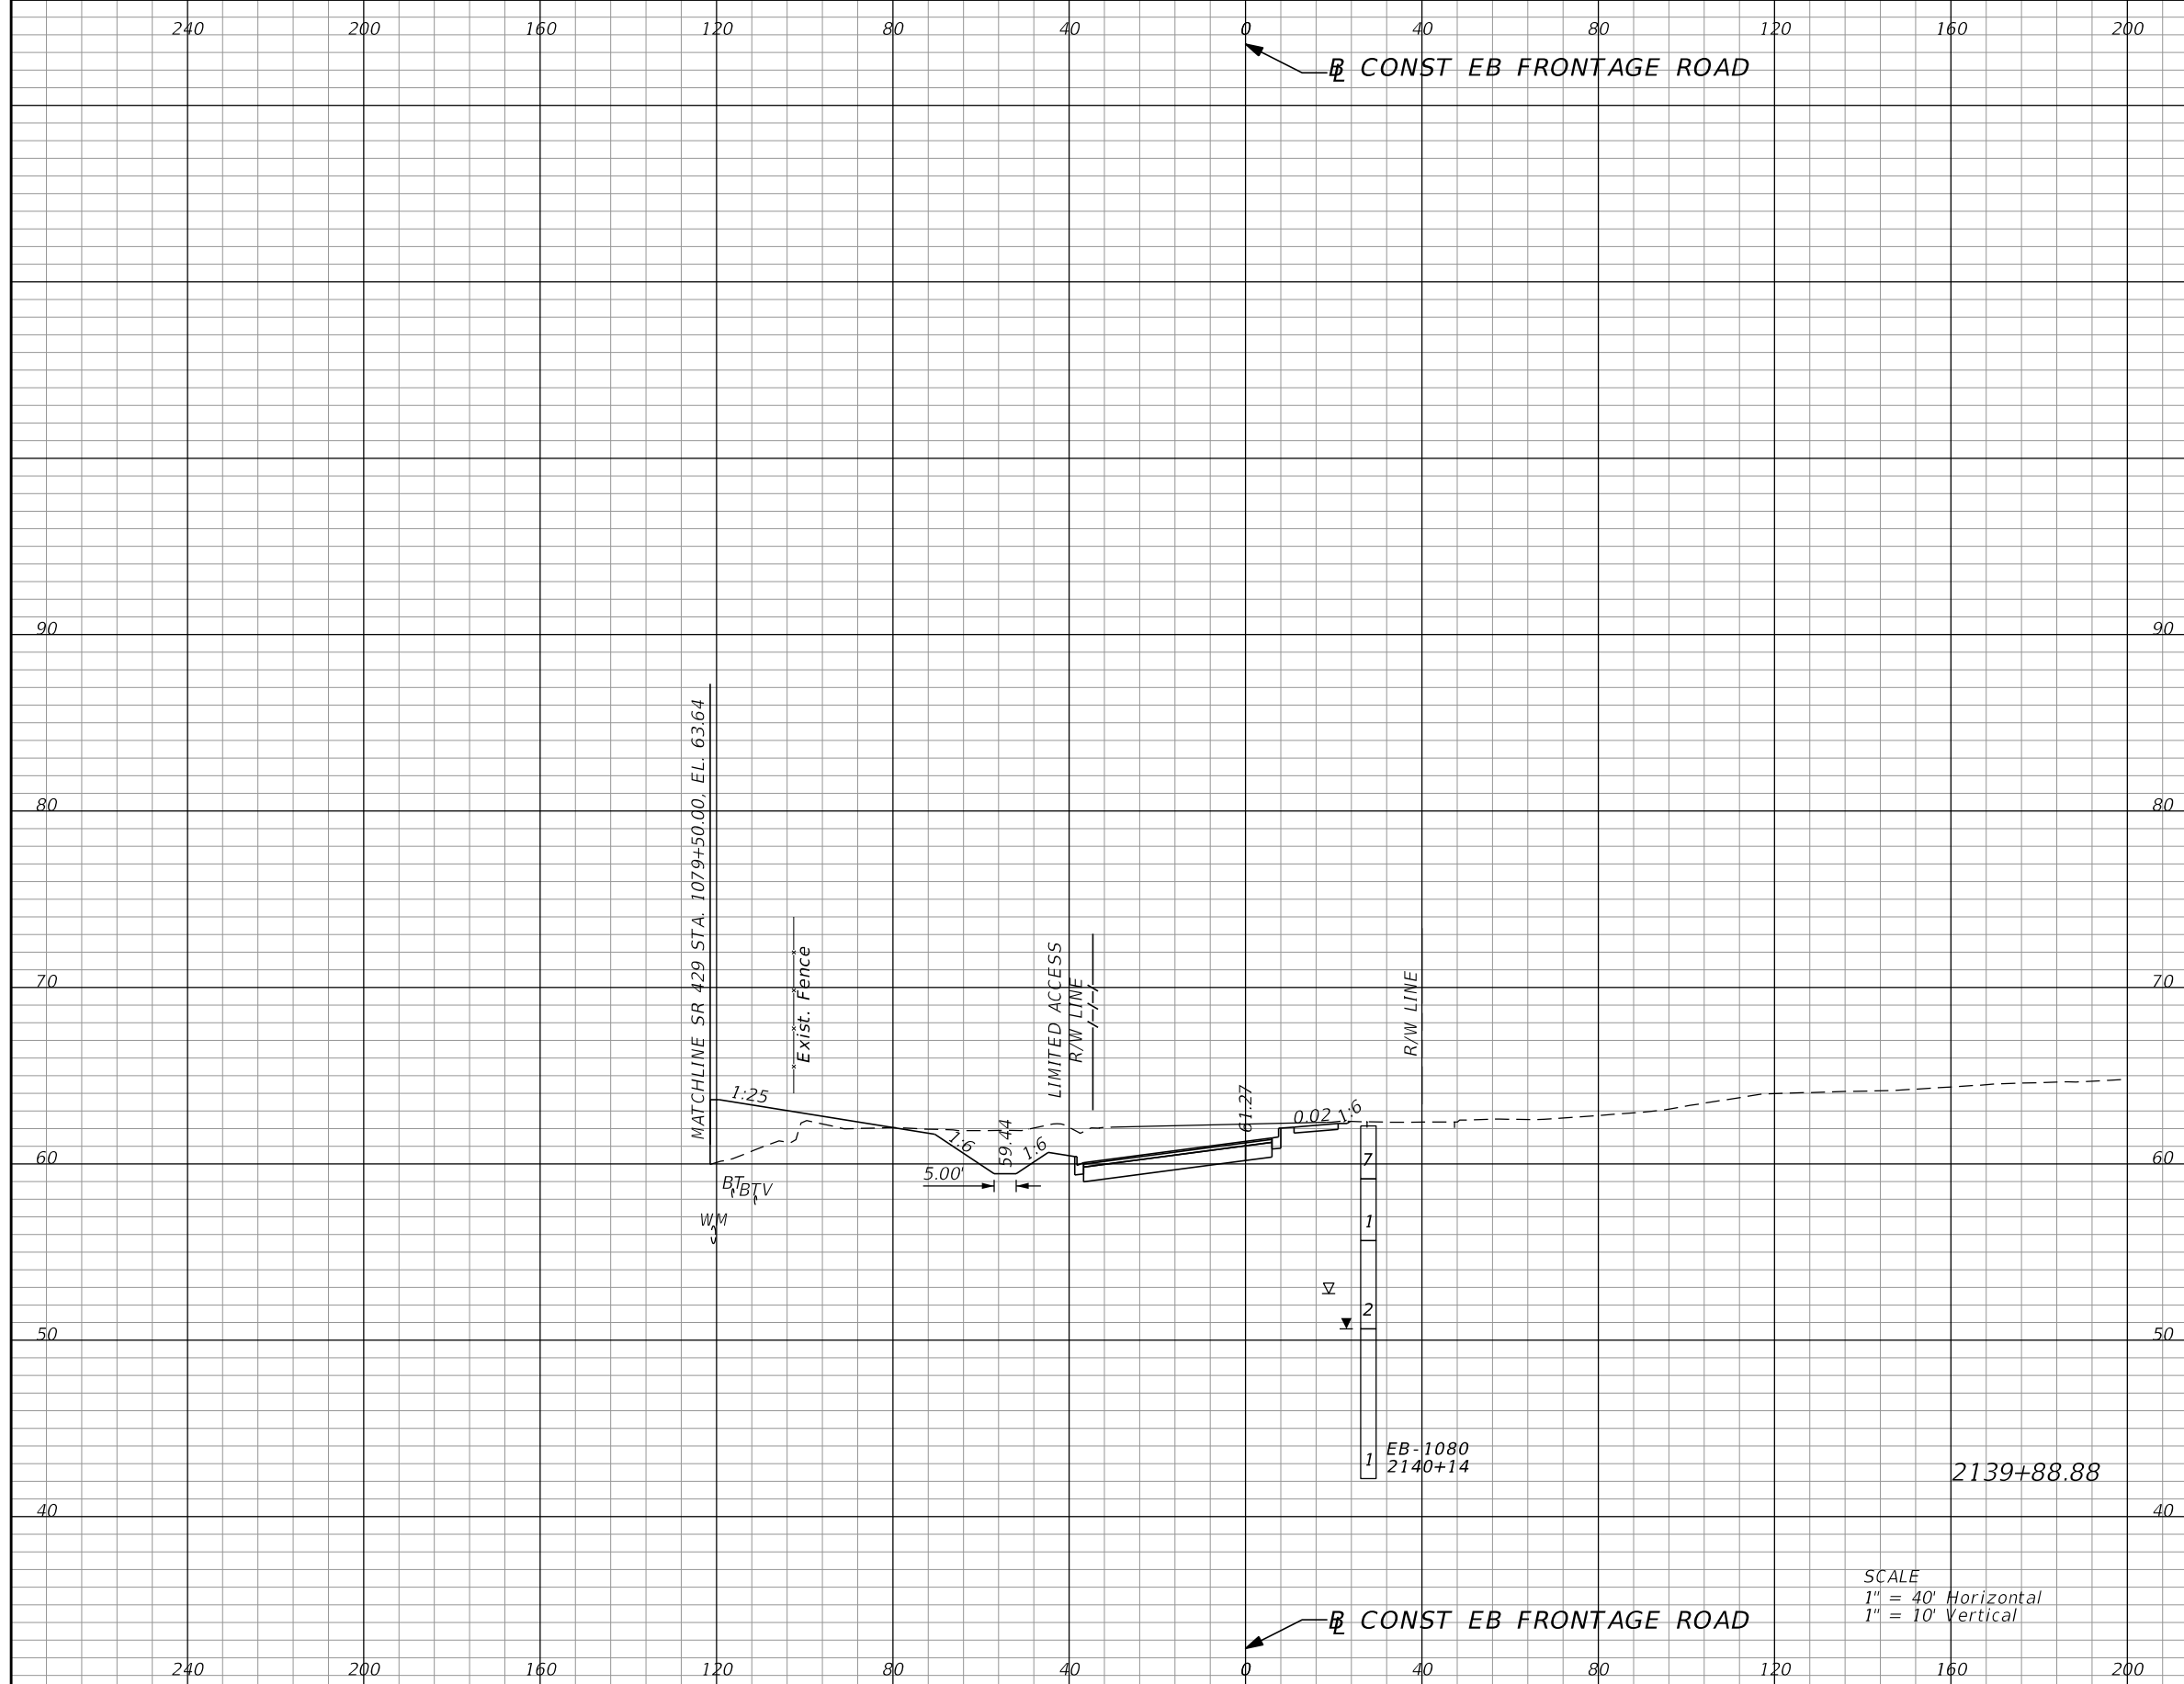 240 200 160 120 80 40 0 40 80 120 160 200
BL CONST EB FRONTAGE ROAD
90 90
80 80
MATCHLINE SR 429 STA. 1079+50.00, EL. 63.64
Exist. Fence
LIMITED ACCESS
R/W LINE
R/W LINE
70 70
1:25
61.27
0.02
1:6
1:6
59.44
1:6
60 60
5.00'
BT
BTV
WM
7
1
2
50 50
1
EB-1080
2140+14
2139+88.88
40 40
SCALE
1" = 40' Horizontal
1" = 10' Vertical
BL CONST EB FRONTAGE ROAD
240 200 160 120 80 40 0 40 80 120 160 200